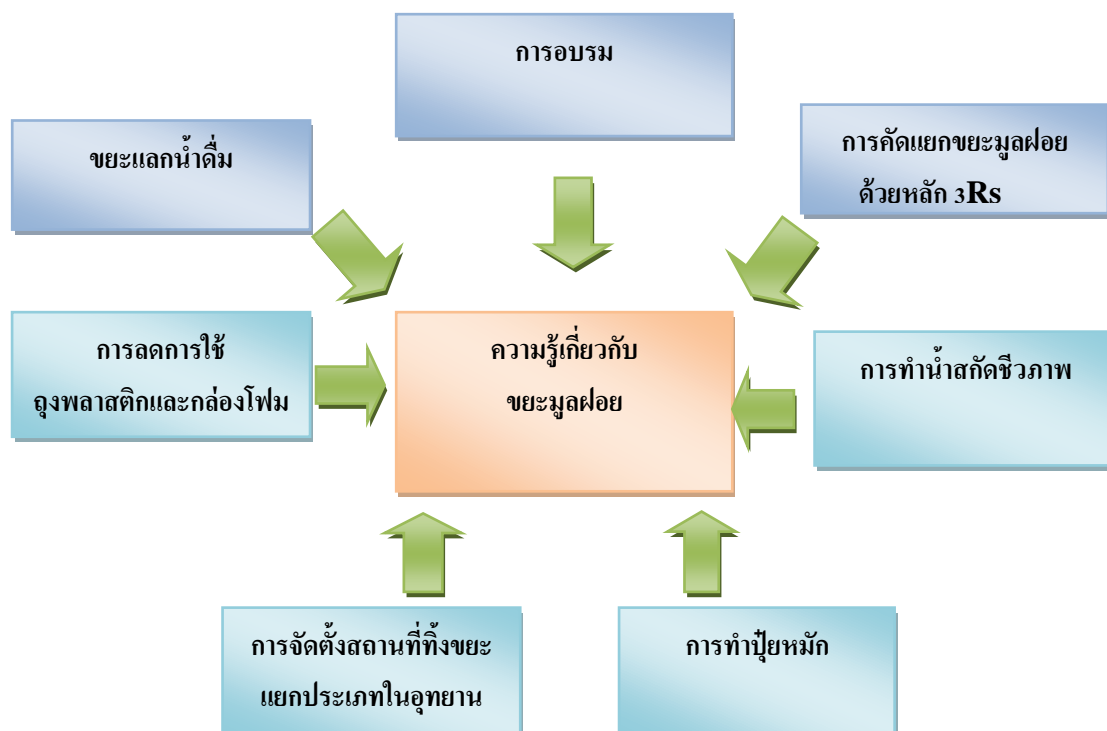 การอบรม
ขยะแลกน้ำดื่ม
การคัดแยกขยะมูลฝอย
ด้วยหลัก 3Rs
การลดการใช้
ถุงพลาสติกและกล่องโฟม
ความรู้เกี่ยวกับ
ขยะมูลฝอย
การทำน้ำสกัดชีวภาพ
การจัดตั้งสถานที่ทิ้งขยะ
แยกประเภทในอุทยาน
การทำปุ๋ยหมัก